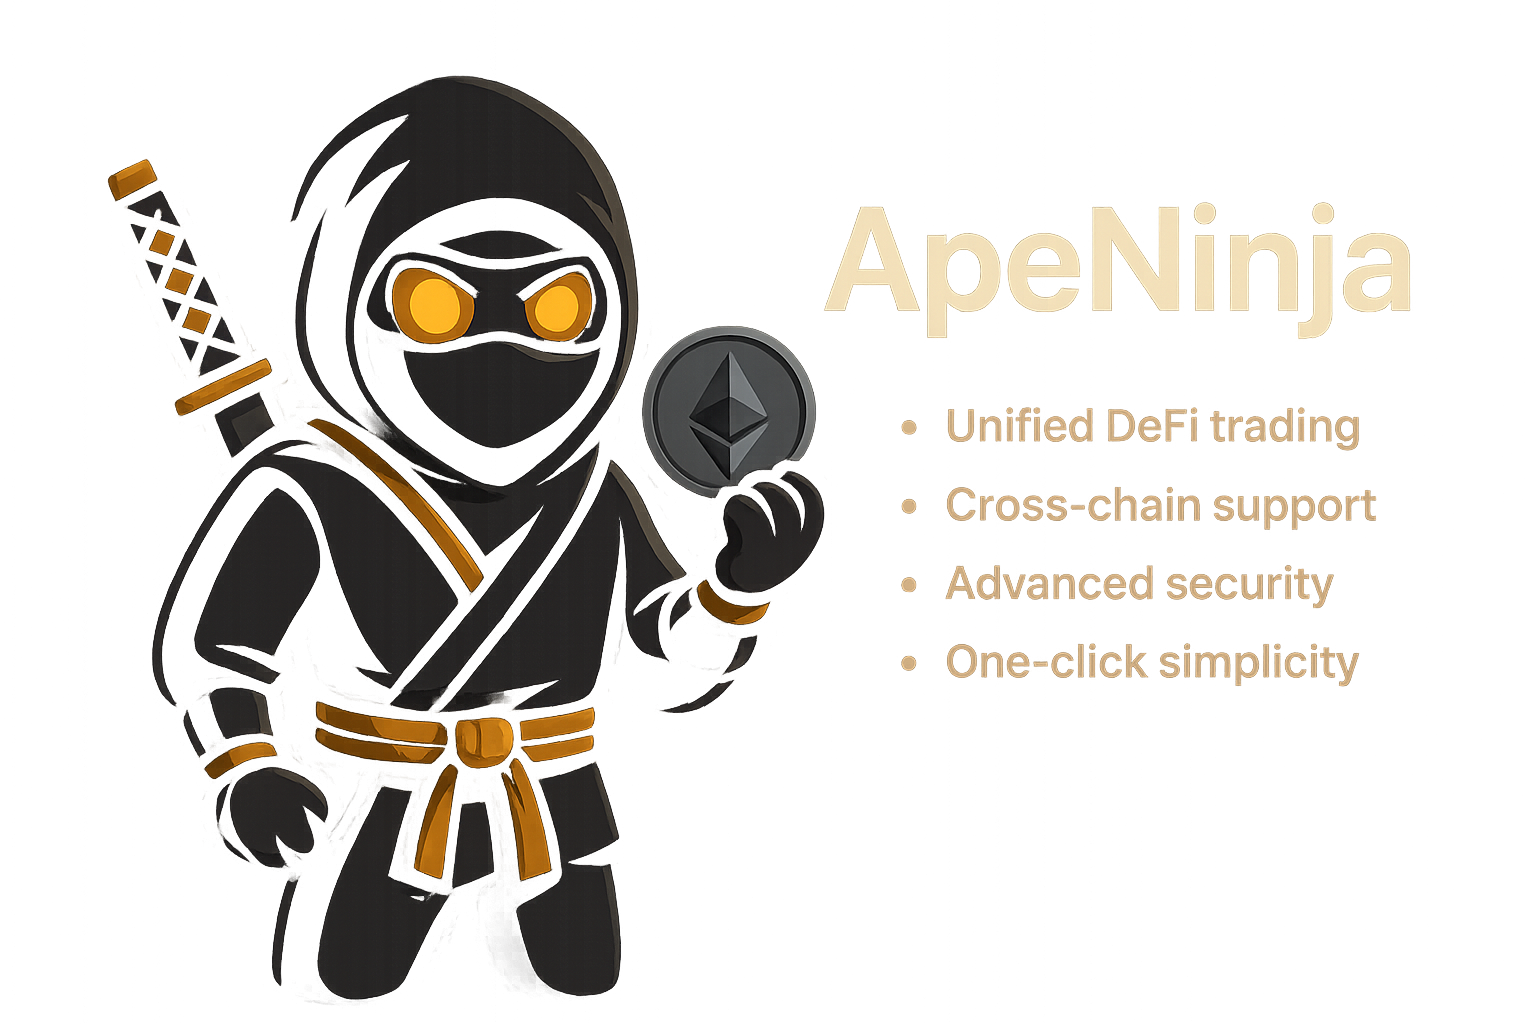 ApeNinja
• Unified DeFi trading
• Cross-chain support
• Advanced security
• One-click simplicity